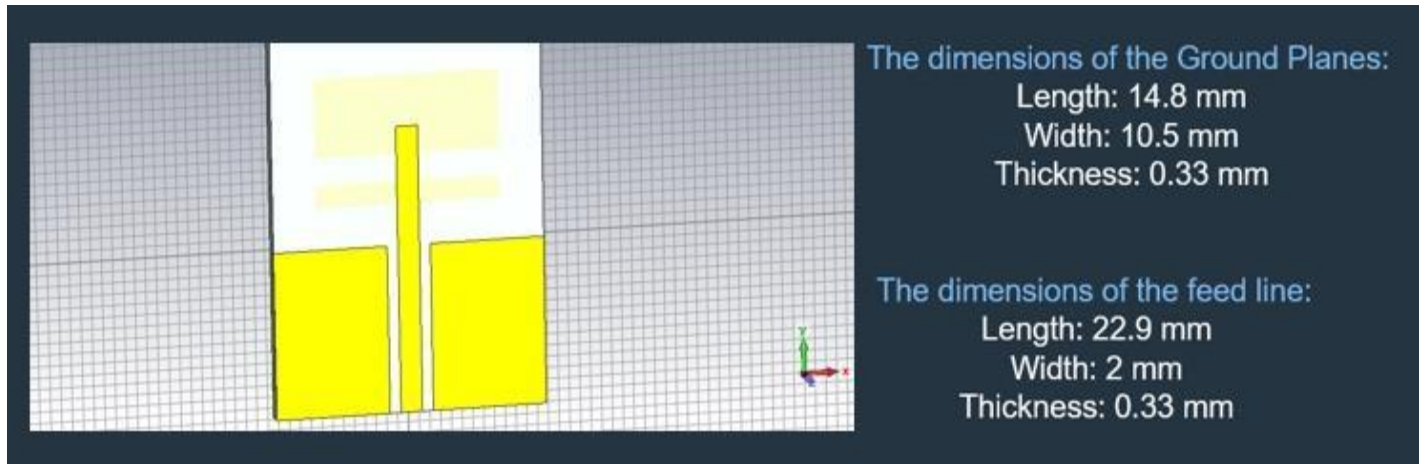 The dimensions of the Ground Planes:
Length: 14.8 mm
Width: 10.5 mm
Thickness: 0.33 mm
The dimensions of the feed line:
Length: 22.9 mm
Width: 2 mm
Thickness: 0.33 mm
y
x